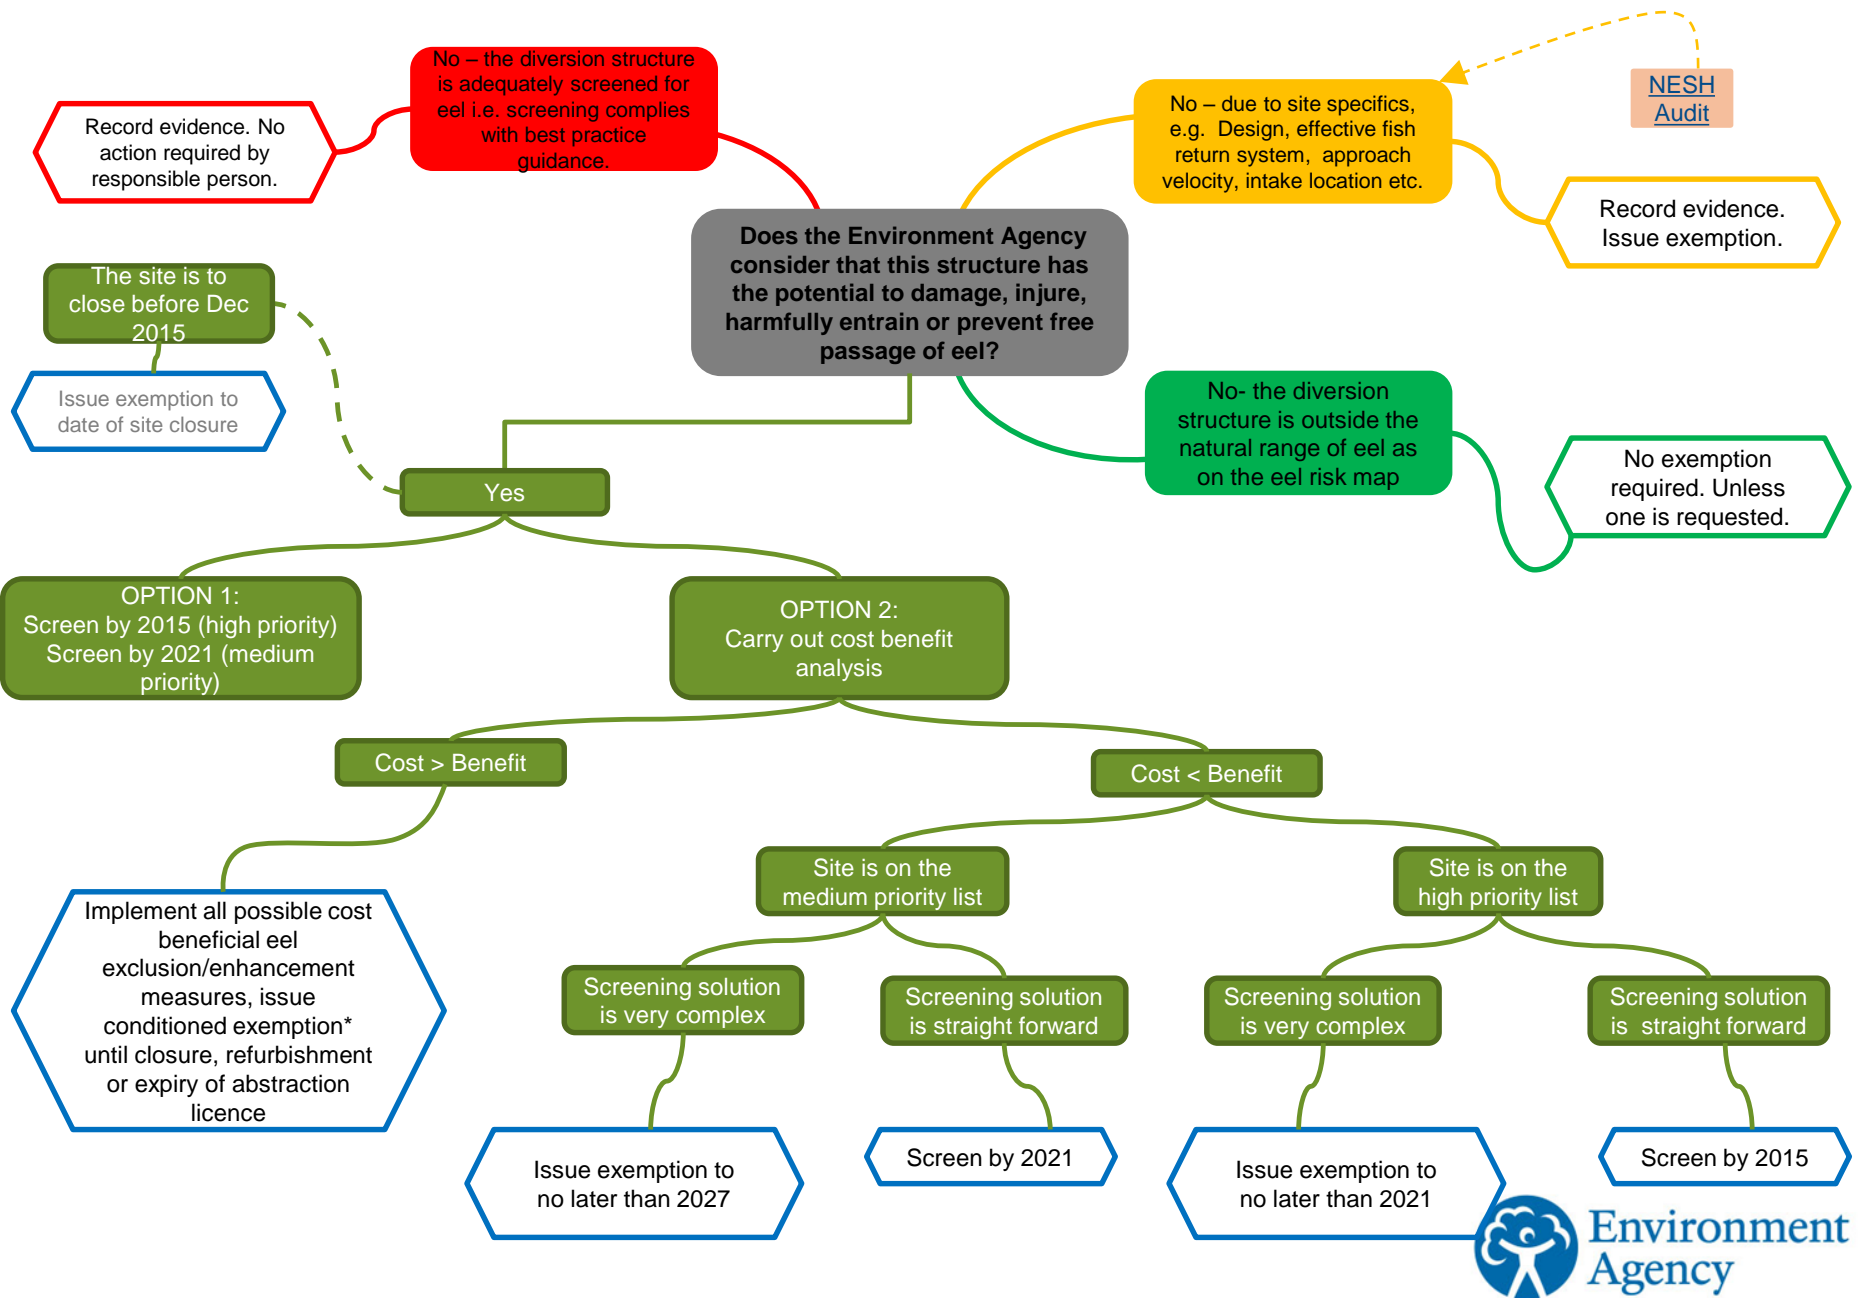 No – the diversion structure
is adequately screened for
eel i.e. screening complies
with best practice
guidance.
Record evidence. No
action required by
responsible person.
No – due to site specifics,
e.g.  Design, effective fish
return system,  approach
velocity, intake location etc.
NESH
Audit
Record evidence.
Issue exemption.
Does the Environment Agency
consider that this structure has
the potential to damage, injure,
harmfully entrain or prevent free
passage of eel?
The site is to
close before Dec
2015
Issue exemption to
date of site closure
No- the diversion
structure is outside the
natural range of eel as
on the eel risk map
No exemption
required. Unless
one is requested.
Yes
OPTION 1:
Screen by 2015 (high priority)
Screen by 2021 (medium
priority)
OPTION 2:
Carry out cost benefit
analysis
Cost > Benefit
Cost < Benefit
Implement all possible cost
beneficial eel
exclusion/enhancement
measures, issue
conditioned exemption*
until closure, refurbishment
or expiry of abstraction
licence
Site is on the
medium priority list
Site is on the
high priority list
Screening solution
is very complex
Screening solution
is straight forward
Screening solution
is very complex
Screening solution
is  straight forward
Issue exemption to
no later than 2027
Screen by 2021
Issue exemption to
no later than 2021
Screen by 2015
Environment
Agency